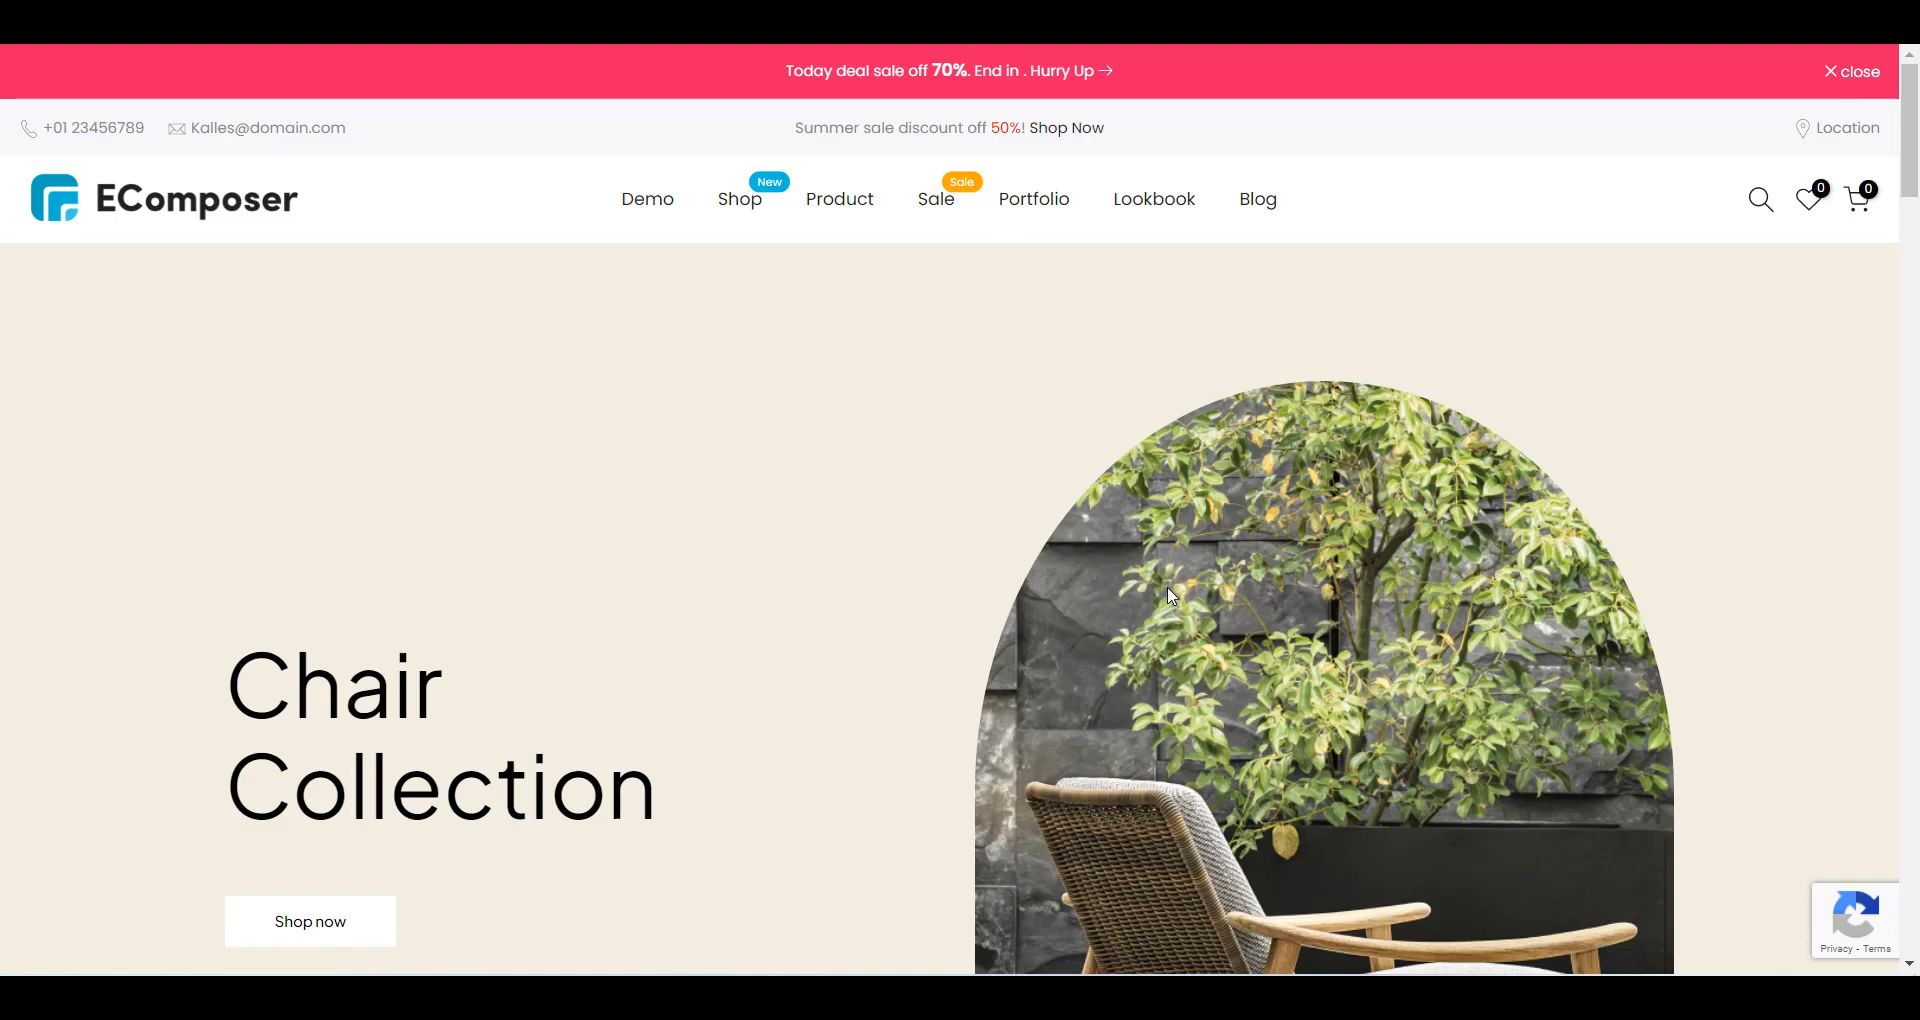 Today deal sale off 70%. End in . Hurry Up →
× close
+01 23456789
Kalles@domain.com
Summer sale discount off 50%! Shop Now
Location
EComposer
Demo
Shop
New
Product
Sale
Sale
Portfolio
Lookbook
Blog
0
0
Chair
Collection
Shop now
Privacy - Terms